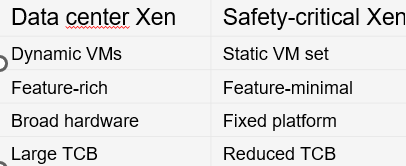 Data center Xen Safety-critical Xen
Dynamic VMs Static VM set
Feature-rich Feature-minimal
Broad hardware Fixed platform
Large TCB Reduced TCB